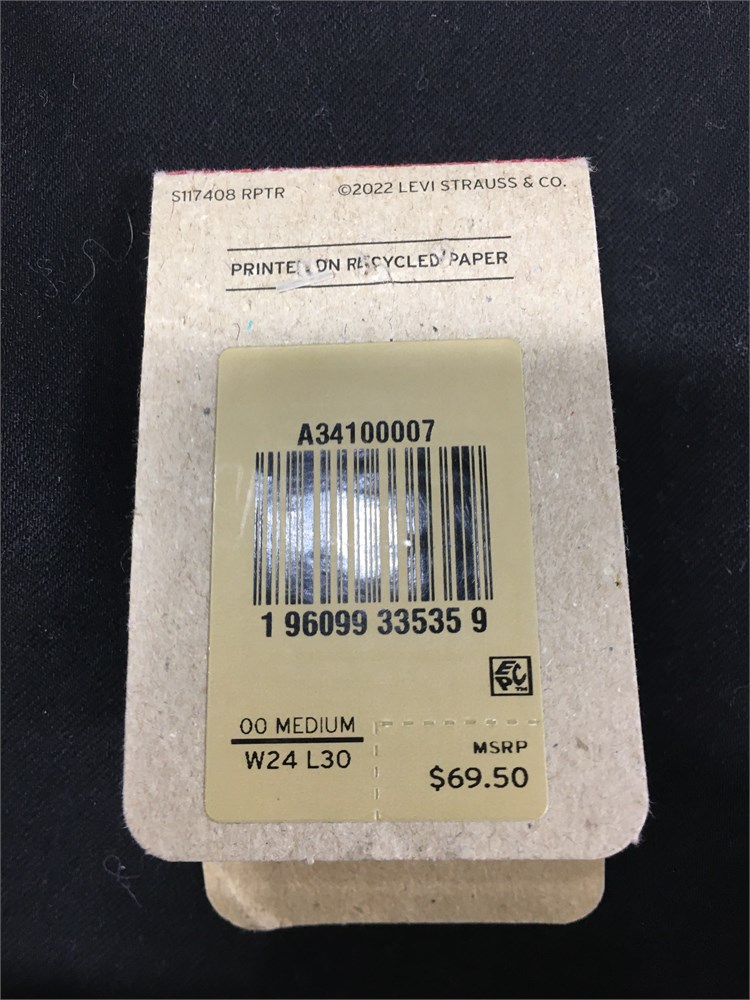 S117408 RPTR ©2022 LEVI STRAUSS & CO.
PRINTED ON RECYCLED PAPER
A34100007
1 96099 33535 9
EPC™
00 MEDIUM
W24 L30
MSRP
$69.50